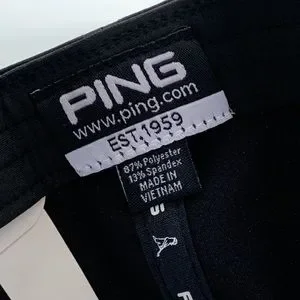 PING
www.ping.com
EST.1959
87% Polyester
13% Spandex
MADE IN
VIETNAM
S